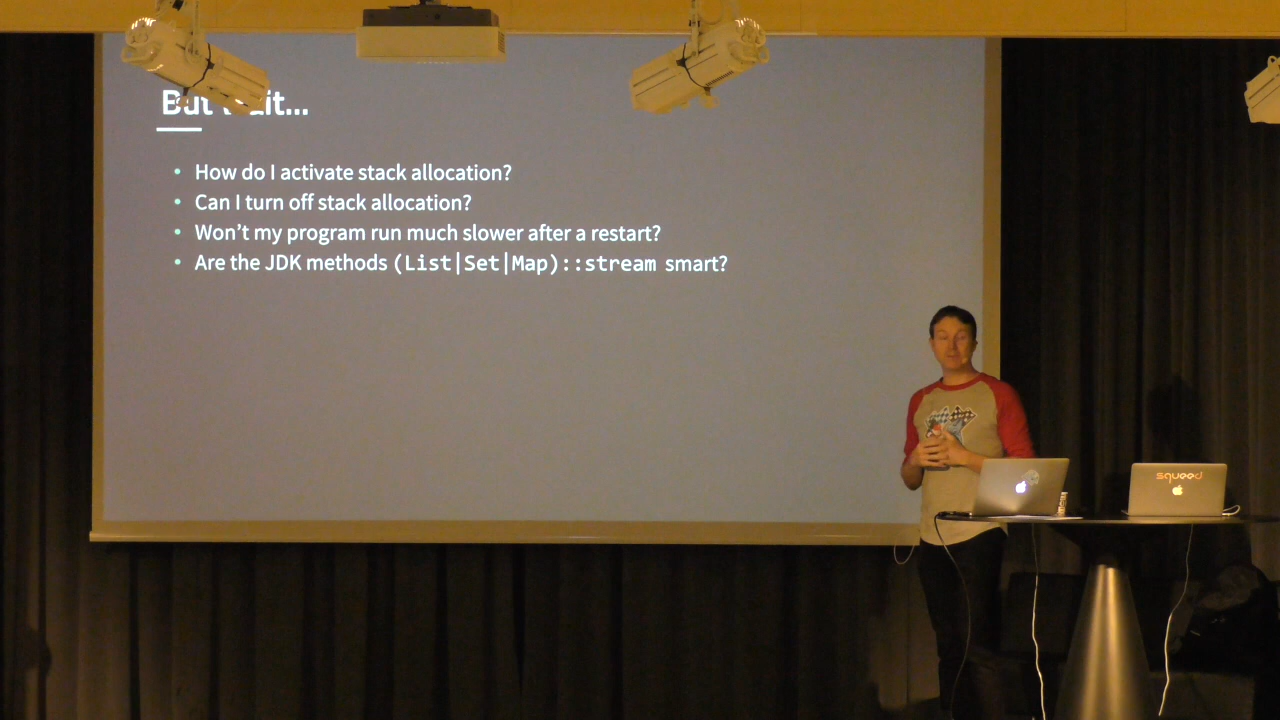 But wait...
• How do I activate stack allocation?
• Can I turn off stack allocation?
• Won't my program run much slower after a restart?
• Are the JDK methods (List|Set|Map)::stream smart?
squeed